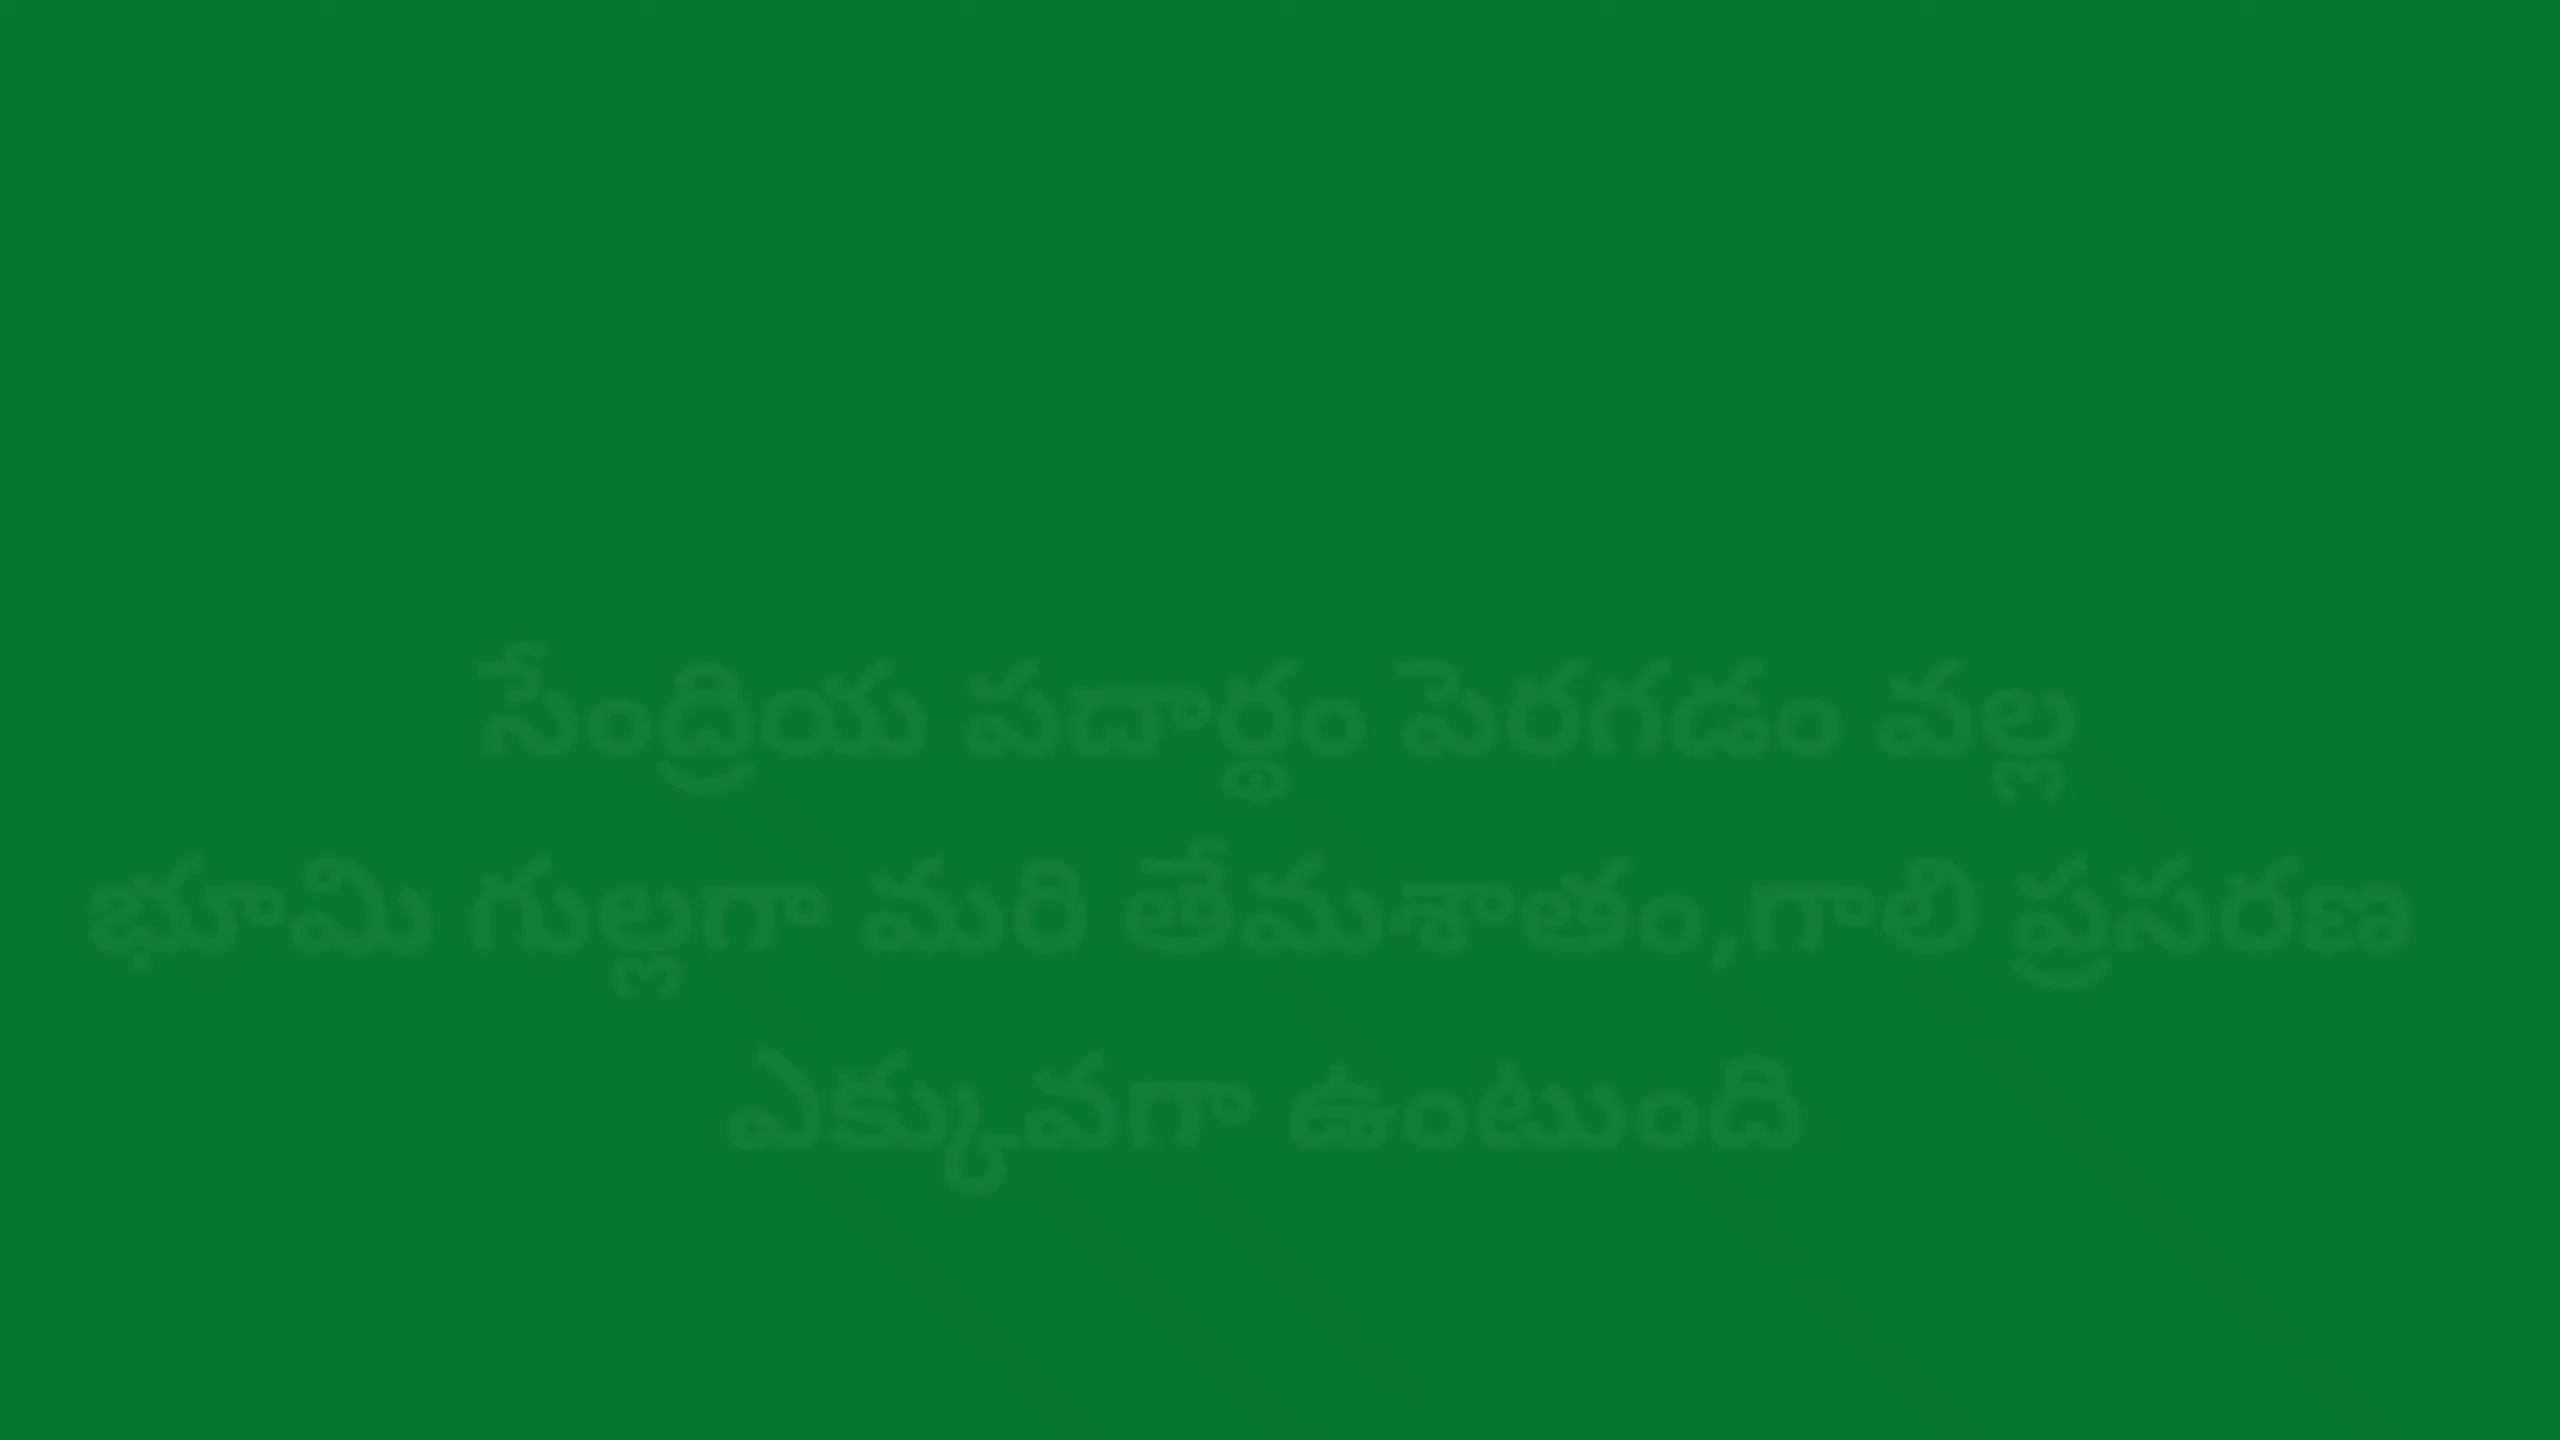 సేంద్రియ పదార్థం పెరగడం వల్ల
భూమి గుల్లగా మరి తేమశాతం,గాలి ప్రసరణ
ఎక్కువగా ఉంటుంది